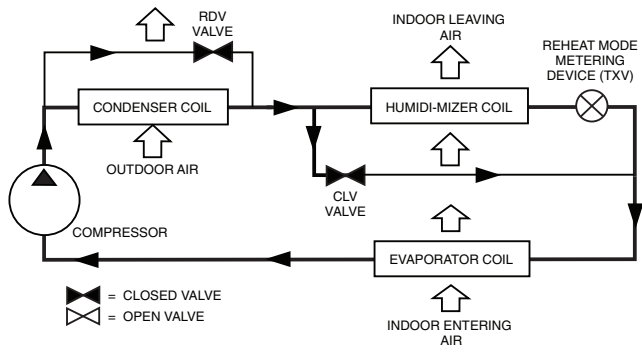 RDV
VALVE
INDOOR LEAVING
AIR
REHEAT MODE
METERING
DEVICE (TXV)
CONDENSER COIL
HUMIDI-MIZER COIL
OUTDOOR AIR
CLV
VALVE
COMPRESSOR
EVAPORATOR COIL
= CLOSED VALVE
= OPEN VALVE
INDOOR ENTERING
AIR